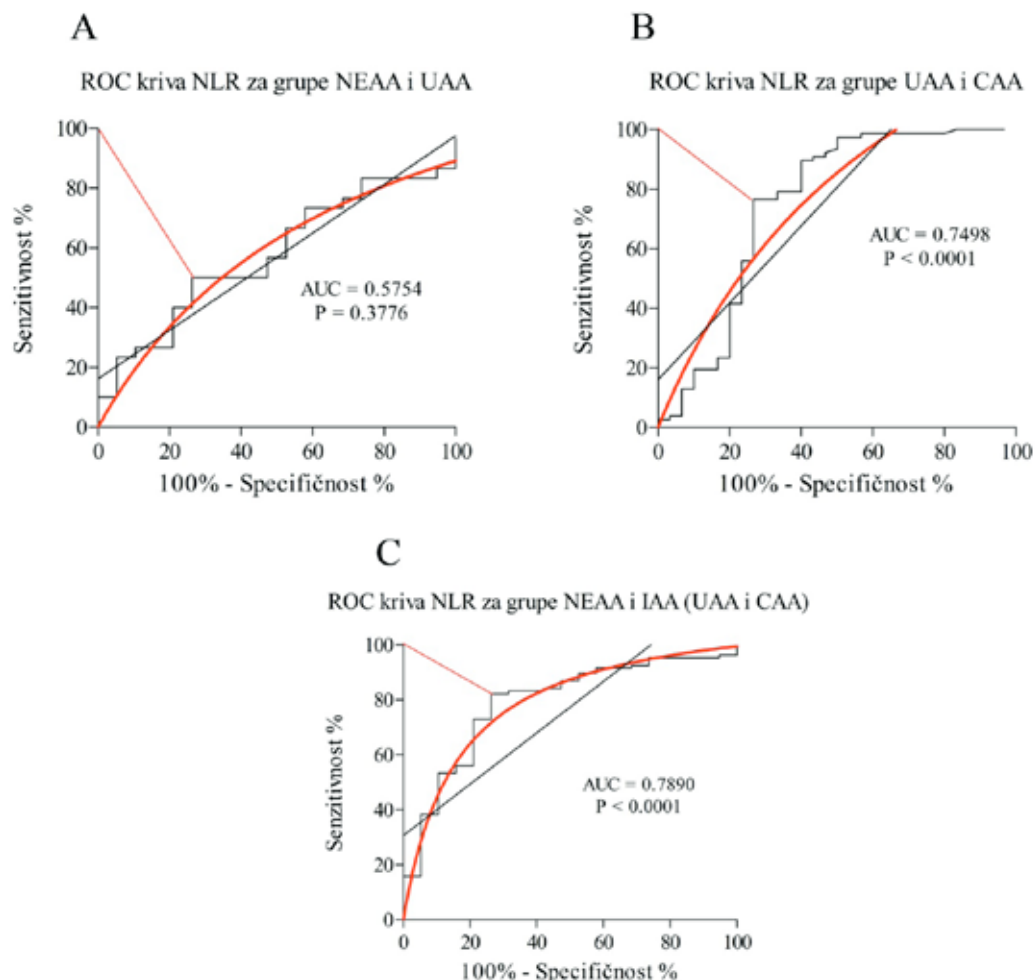 A
ROC kriva NLR za grupe NEAA i UAA
100
80
60
40
20
0
Senzitivnost %
AUC = 0.5754
P = 0.3776
0 20 40 60 80 100
100% - Specifičnost %
B
ROC kriva NLR za grupe UAA i CAA
100
80
60
40
20
0
Senzitivnost %
AUC = 0.7498
P < 0.0001
0 20 40 60 80 100
100% - Specifičnost %
C
ROC kriva NLR za grupe NEAA i IAA (UAA i CAA)
100
80
60
40
20
0
Senzitivnost %
AUC = 0.7890
P < 0.0001
0 20 40 60 80 100
100% - Specifičnost %